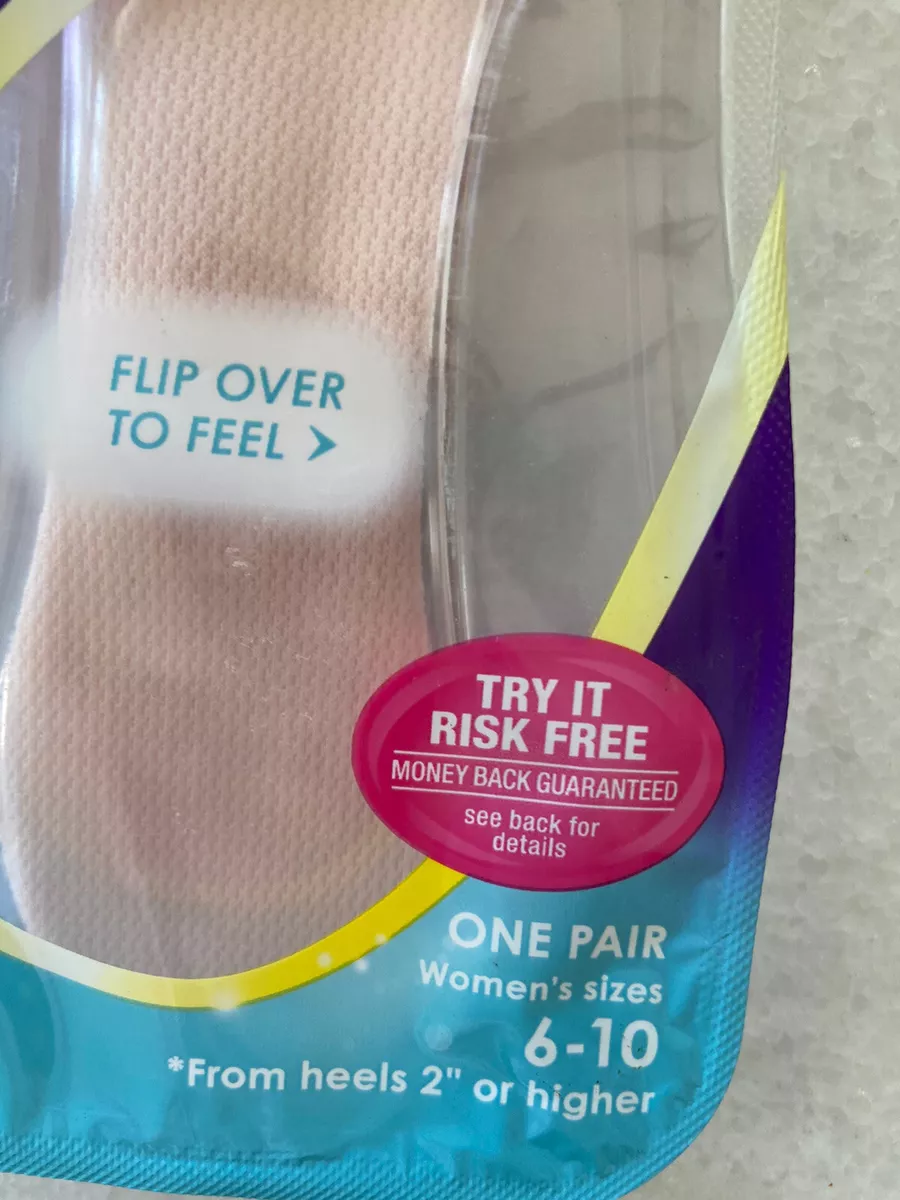 FLIP OVER
TO FEEL >
TRY IT
RISK FREE
MONEY BACK GUARANTEED
see back for
details
ONE PAIR
Women's sizes
6-10
*From heels 2" or higher